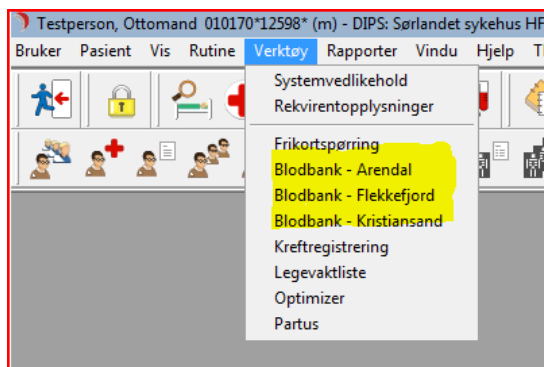 Testperson, Ottomand 010170*12598* (m) - DIPS: Sørlandet sykehus HF
Bruker Pasient Vis Rutine Verktøy Rapporter Vindu Hjelp
Systemvedlikehold
Rekvirentopplysninger
Frikortspørring
Blodbank - Arendal
Blodbank - Flekkefjord
Blodbank - Kristiansand
Kreftregistrering
Legevaktliste
Optimizer
Partus